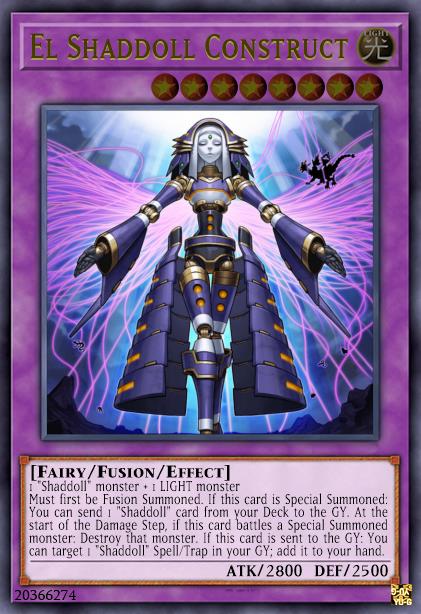 El Shaddoll Construct
LIGHT
光
[Fairy/Fusion/Effect]
1 "Shaddoll" monster + 1 LIGHT monster
Must first be Fusion Summoned. If this card is Special Summoned:
You can send 1 "Shaddoll" card from your Deck to the GY. At the
start of the Damage Step, if this card battles a Special Summoned
monster: Destroy that monster. If this card is sent to the GY: You
can target 1 "Shaddoll" Spell/Trap in your GY; add it to your hand.
ATK/2800 DEF/2500
20366274